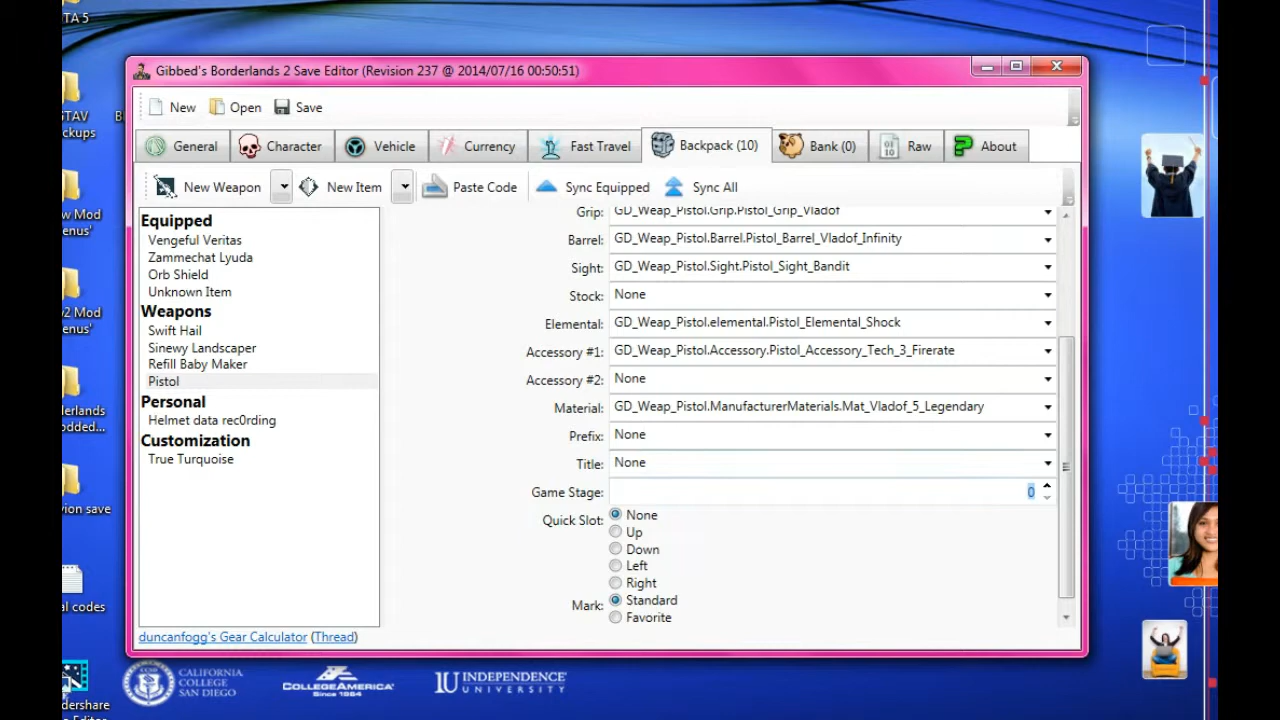 TA 5
Gibbed's Borderlands 2 Save Editor (Revision 237 @ 2014/07/16 00:50:51)
New Open Save
General Character Vehicle Currency Fast Travel Backpack (10) Bank (0) Raw About
New Weapon New Item Paste Code Sync Equipped Sync All
STAV
ckups
w Mod
enus'
2 Mod
enus'
erlands
odded...
vion save
al codes
dershare
Equipped
Vengeful Veritas
Zammechat Lyuda
Orb Shield
Unknown Item
Weapons
Swift Hail
Sinewy Landscaper
Refill Baby Maker
Pistol
Personal
Helmet data rec0rding
Customization
True Turquoise
Grip: GD_Weap_Pistol.Grip.Pistol_Grip_Vladof
Barrel: GD_Weap_Pistol.Barrel.Pistol_Barrel_Vladof_Infinity
Sight: GD_Weap_Pistol.Sight.Pistol_Sight_Bandit
Stock: None
Elemental: GD_Weap_Pistol.elemental.Pistol_Elemental_Shock
Accessory #1: GD_Weap_Pistol.Accessory.Pistol_Accessory_Tech_3_Firerate
Accessory #2: None
Material: GD_Weap_Pistol.ManufacturerMaterials.Mat_Vladof_5_Legendary
Prefix: None
Title: None
Game Stage: 0
Quick Slot: None
Up
Down
Left
Right
Mark: Standard
Favorite
duncanfogg's Gear Calculator (Thread)
CALIFORNIA
COLLEGE
SAN DIEGO
COLLEGEAMERICA
Since 1964
IU INDEPENDENCE
UNIVERSITY